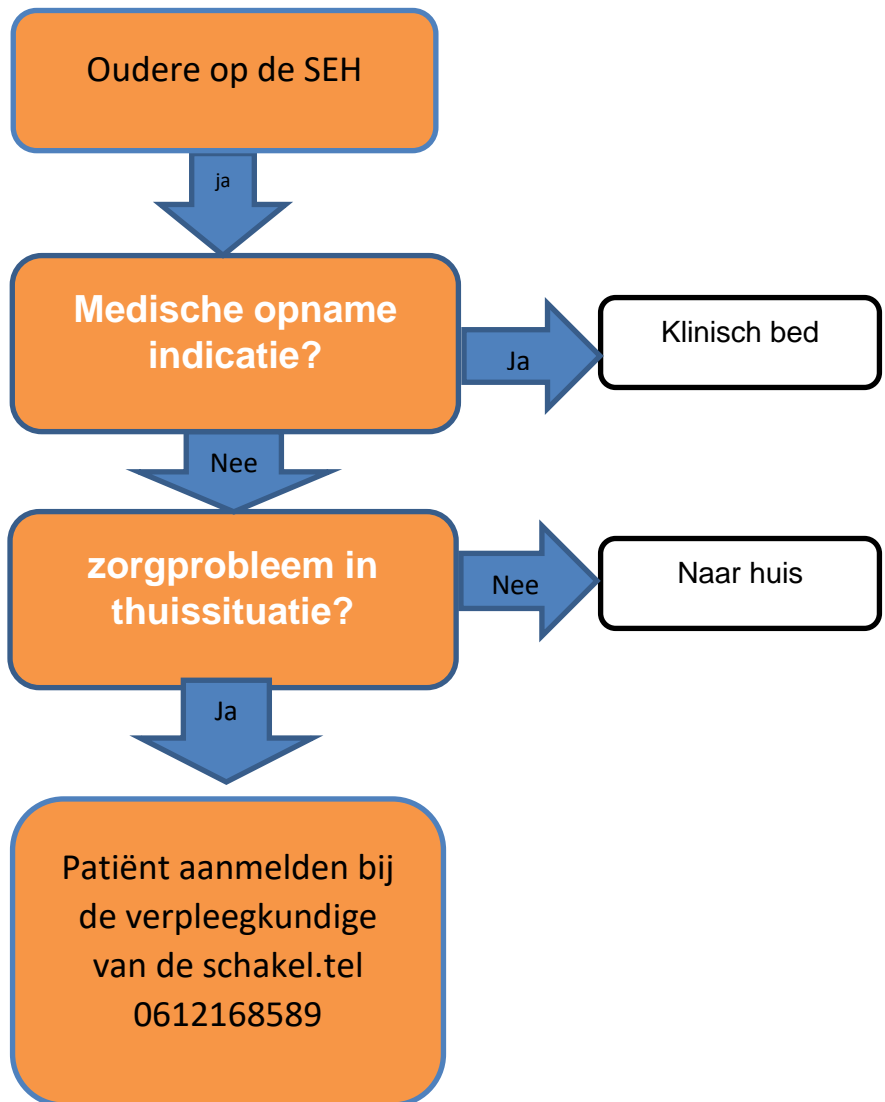 Oudere op de SEH
ja
Medische opname
indicatie?
Ja
Klinisch bed
Nee
zorgprobleem in
thuissituatie?
Nee
Naar huis
Ja
Patiënt aanmelden bij
de verpleegkundige
van de schakel.tel
0612168589